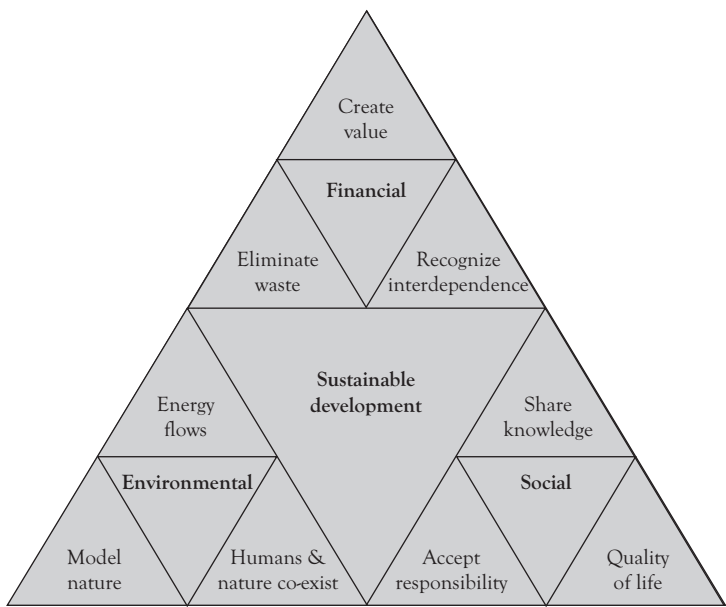 Create
value
Financial
Eliminate
waste
Recognize
interdependence
Sustainable
development
Energy
flows
Share
knowledge
Environmental
Social
Model
nature
Humans &
nature co-exist
Accept
responsibility
Quality
of life